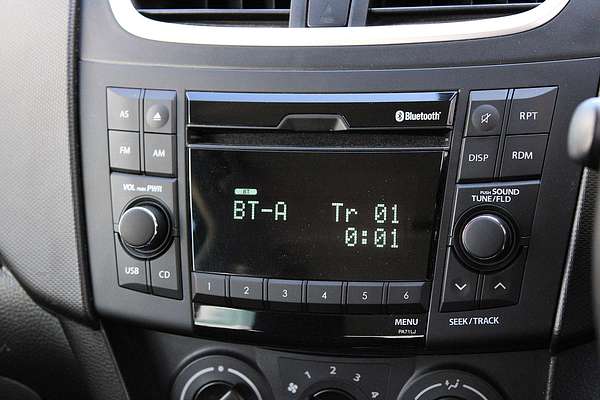 Bluetooth
AS
FM AM
VOL PUSH PWR
USB CD
BT
BT-A Tr 01
0:01
1 2 3 4 5 6
MENU
PA71LJ
RPT
DISP RDM
PUSH SOUND
TUNE/FLD
SEEK/TRACK
1 2 3 4